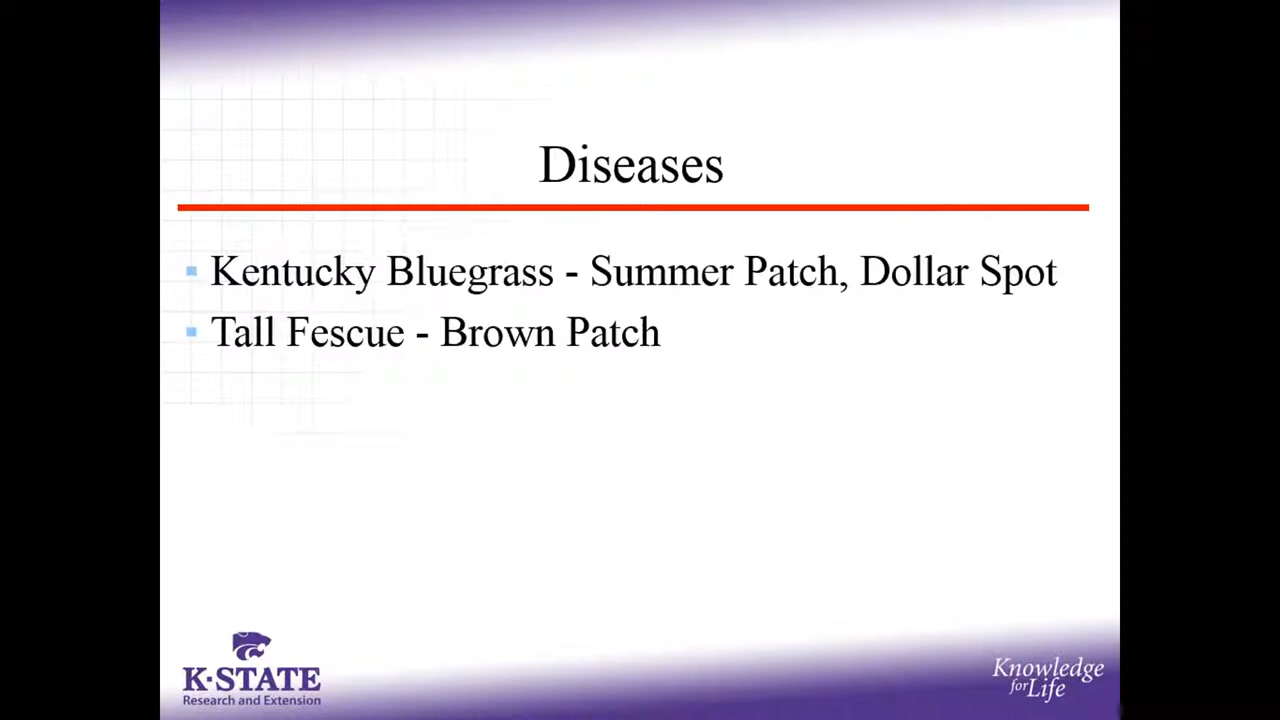 Diseases
Kentucky Bluegrass - Summer Patch, Dollar Spot
Tall Fescue - Brown Patch
K-STATE
Research and Extension
Knowledge
for Life